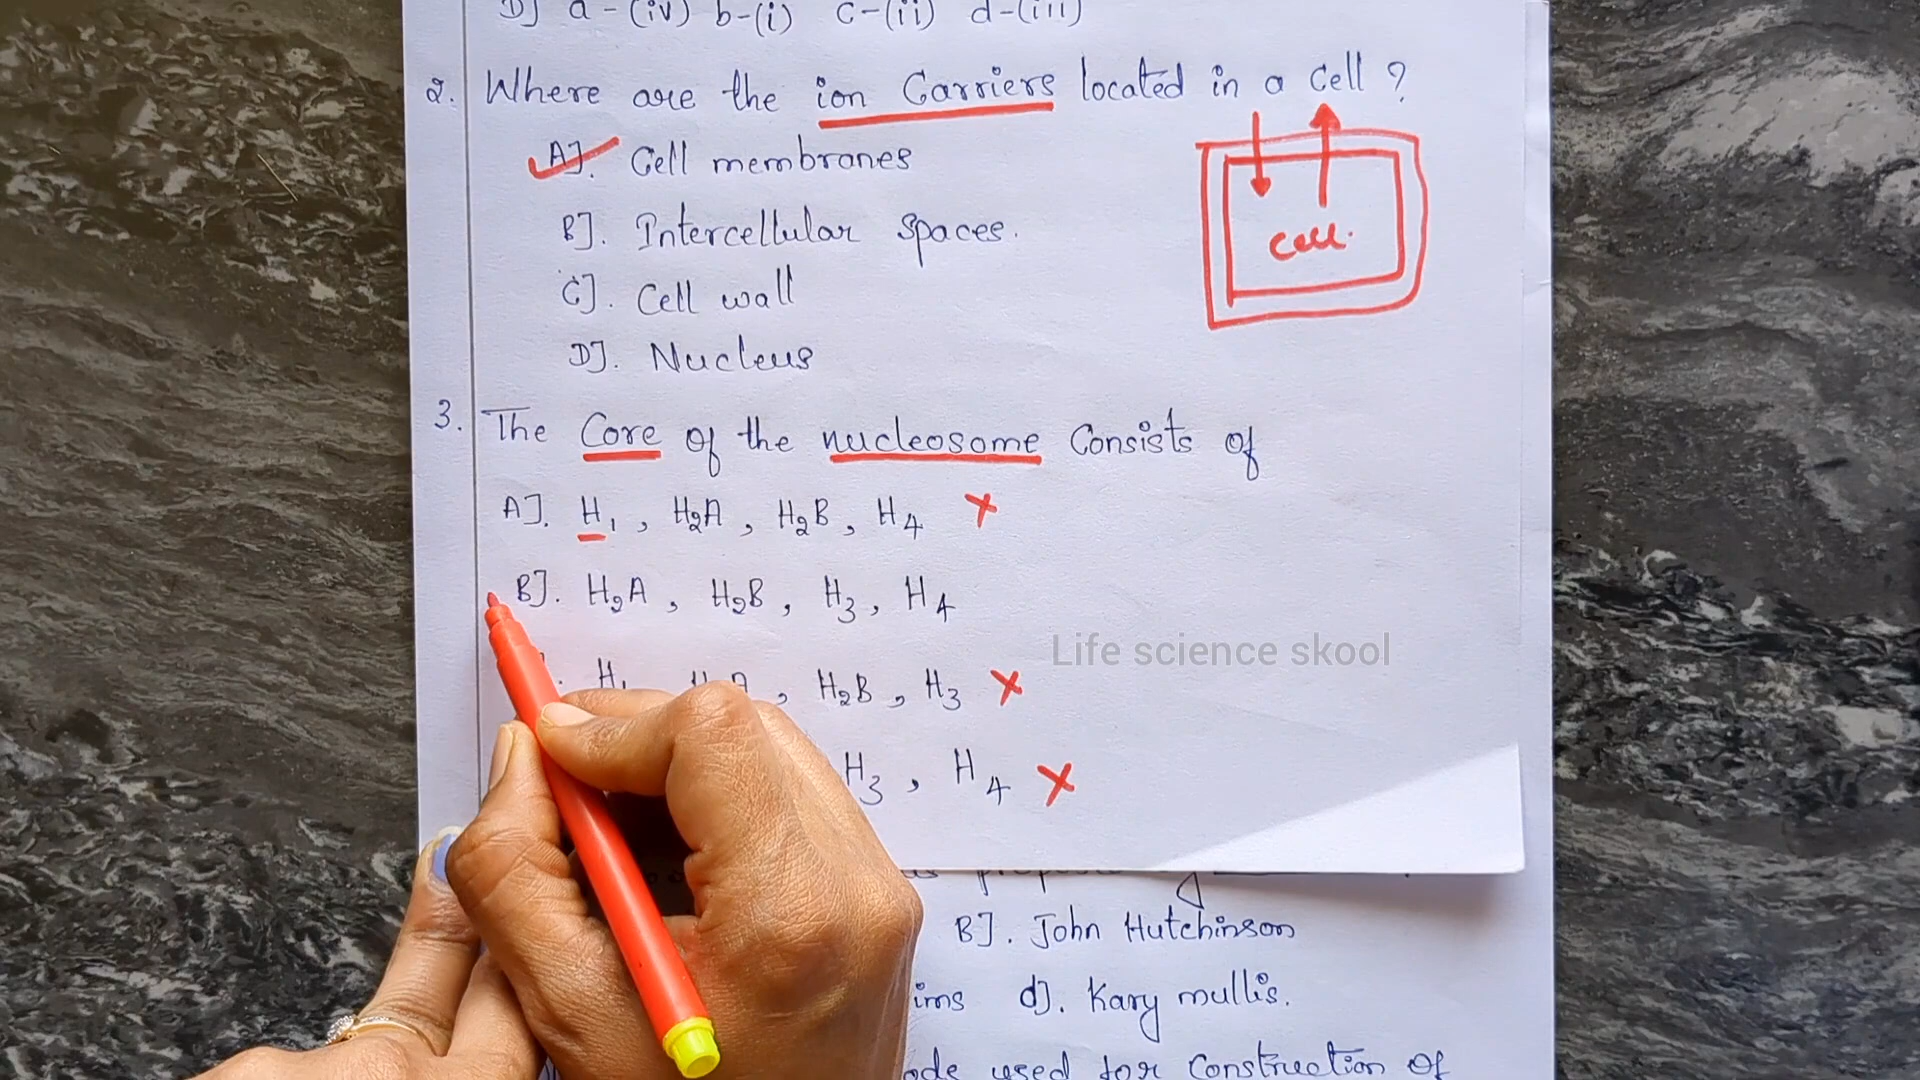 D] a-(iv) b-(i) c-(ii) d-(iii)
2. Where are the ion Carriers located in a Cell ?
A]. Cell membranes
B]. Intercellular spaces.
C]. Cell wall
D]. Nucleus
cell.
3. The Core of the nucleosome Consists of
A]. H1, H2A, H2B, H4
B]. H2A, H2B, H3, H4
H1, A, H2B, H3
H3, H4
Life science skool
B]. John Hutchinson
d]. Kary mullis.
used for Construction of